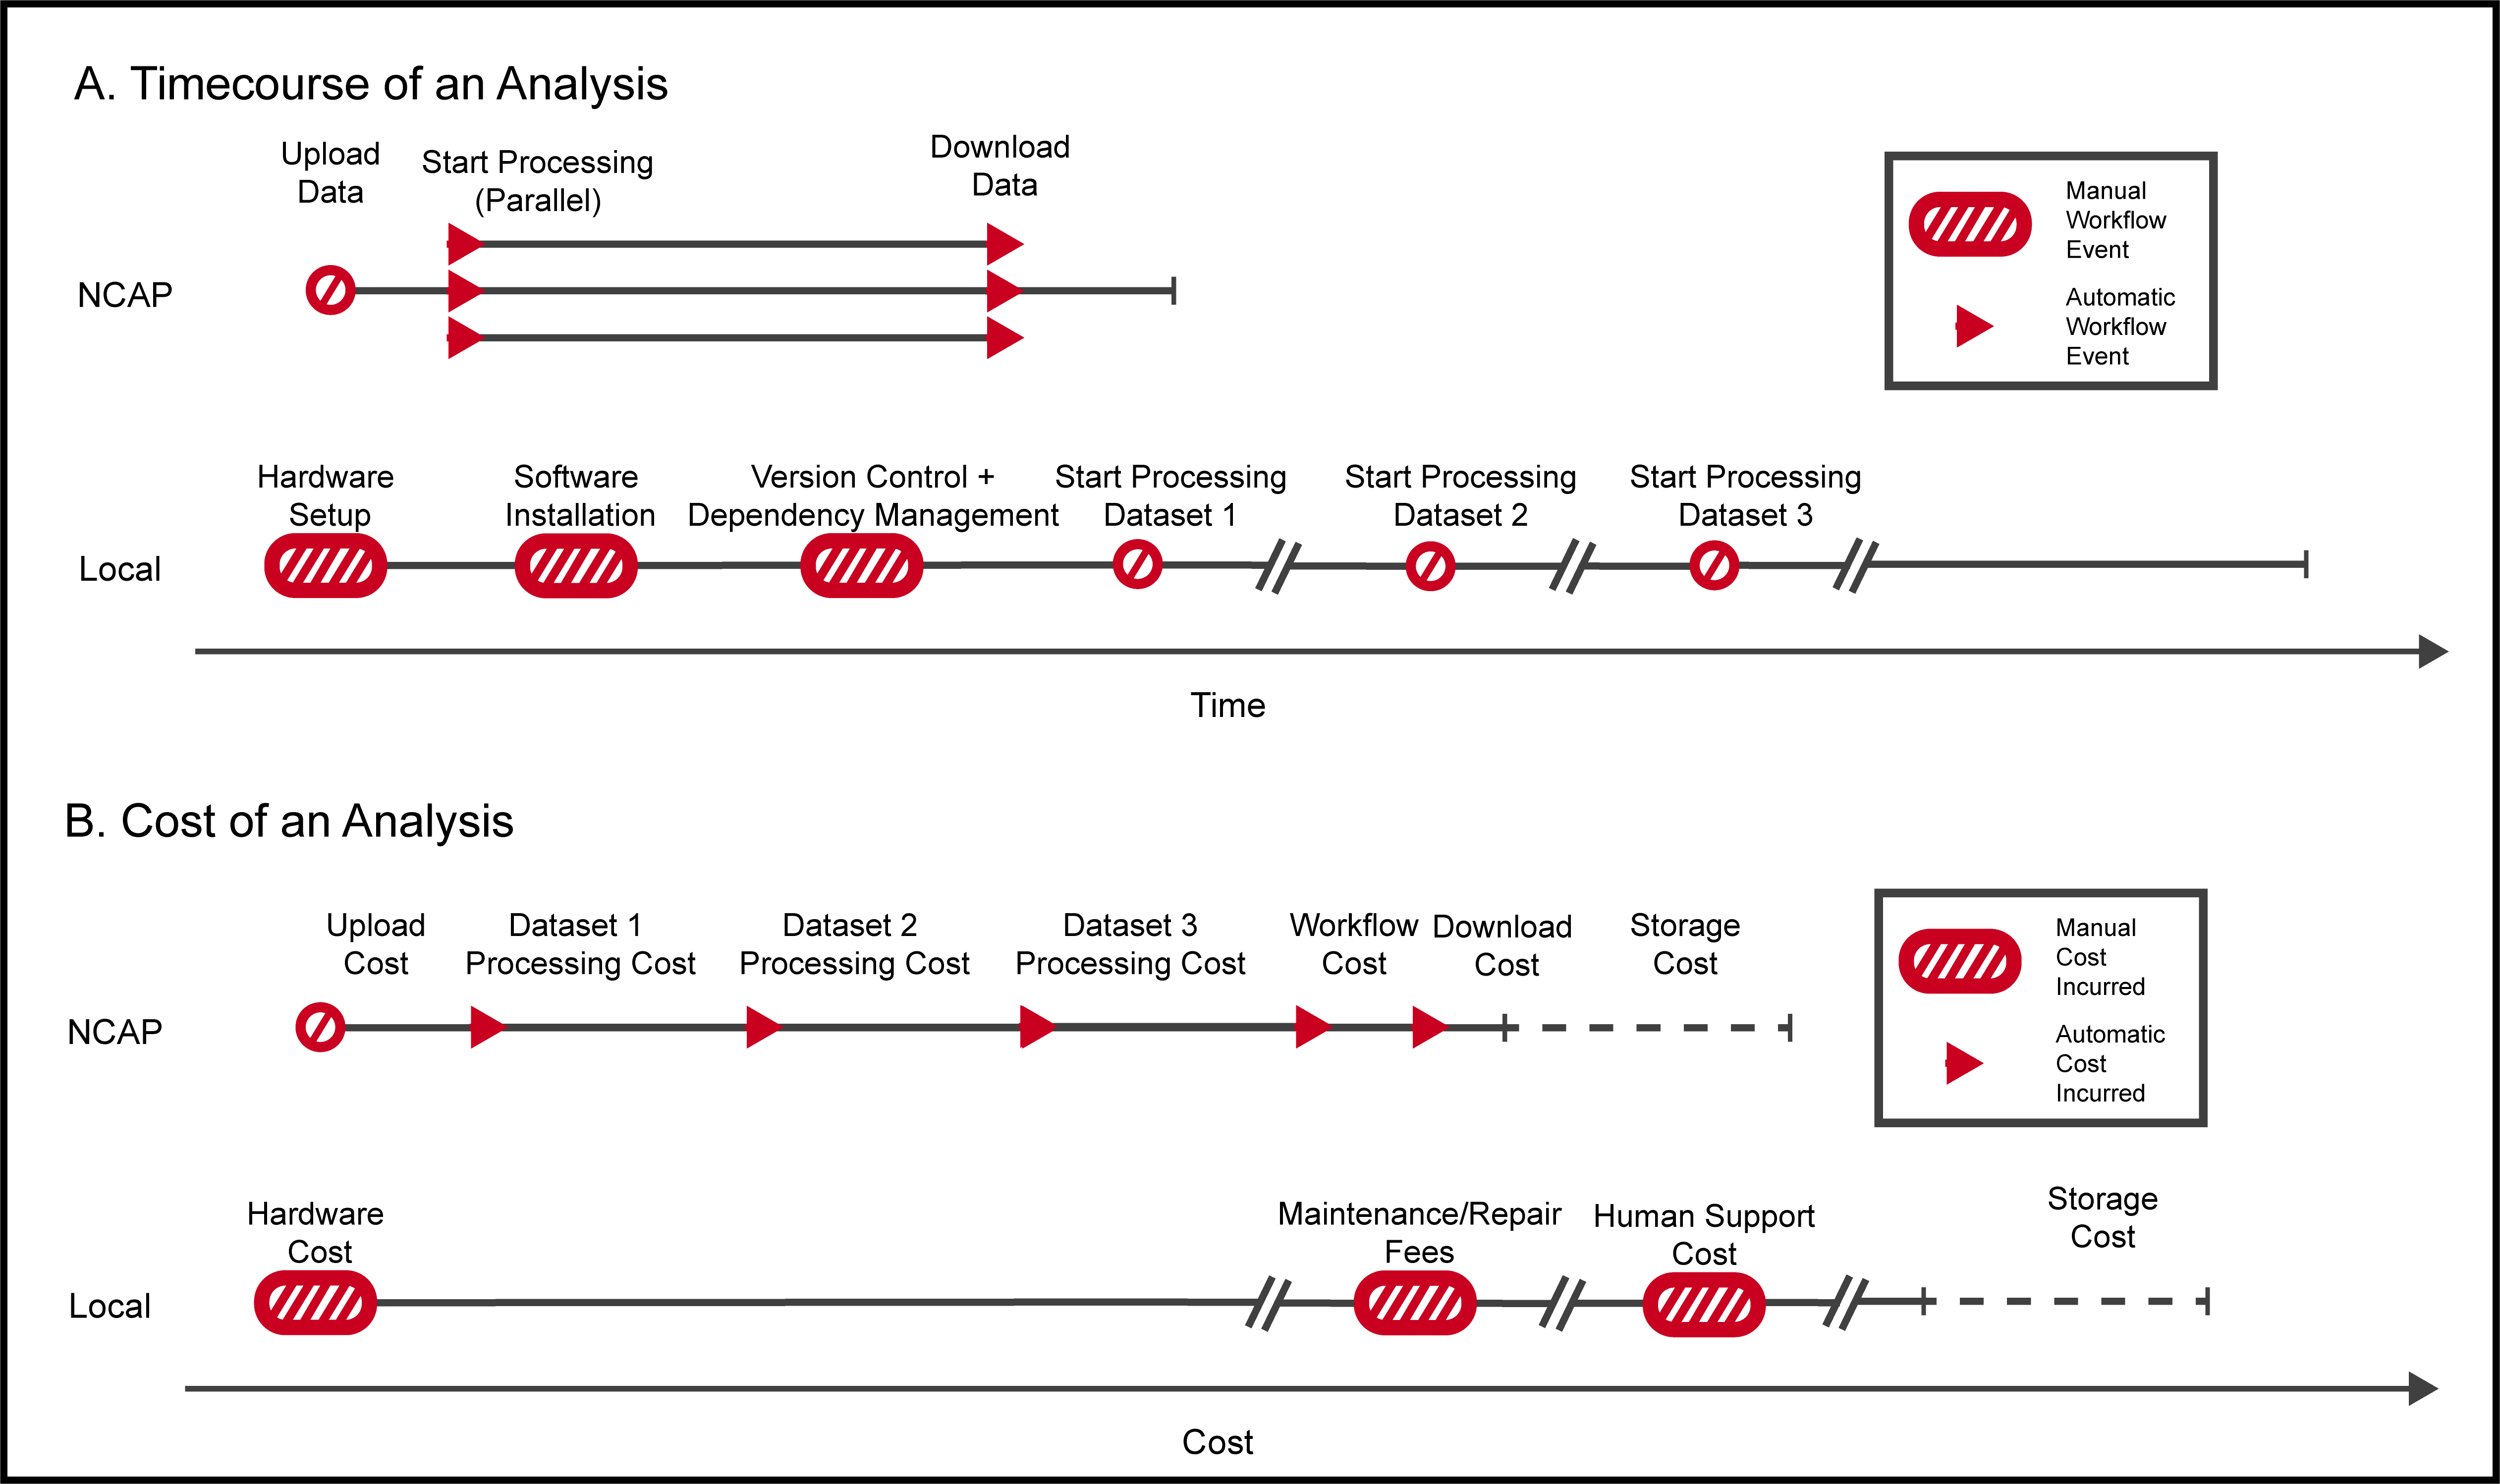 A. Timecourse of an Analysis
Upload
Data
Start Processing
(Parallel)
Download
Data
NCAP
Manual
Workflow
Event
Automatic
Workflow
Event
Hardware
Setup
Software
Installation
Version Control +
Dependency Management
Start Processing
Dataset 1
Start Processing
Dataset 2
Start Processing
Dataset 3
Local
Time
B. Cost of an Analysis
Upload
Cost
Dataset 1
Processing Cost
Dataset 2
Processing Cost
Dataset 3
Processing Cost
Workflow
Cost
Download
Cost
Storage
Cost
NCAP
Manual
Cost
Incurred
Automatic
Cost
Incurred
Hardware
Cost
Maintenance/Repair
Fees
Human Support
Cost
Storage
Cost
Local
Cost